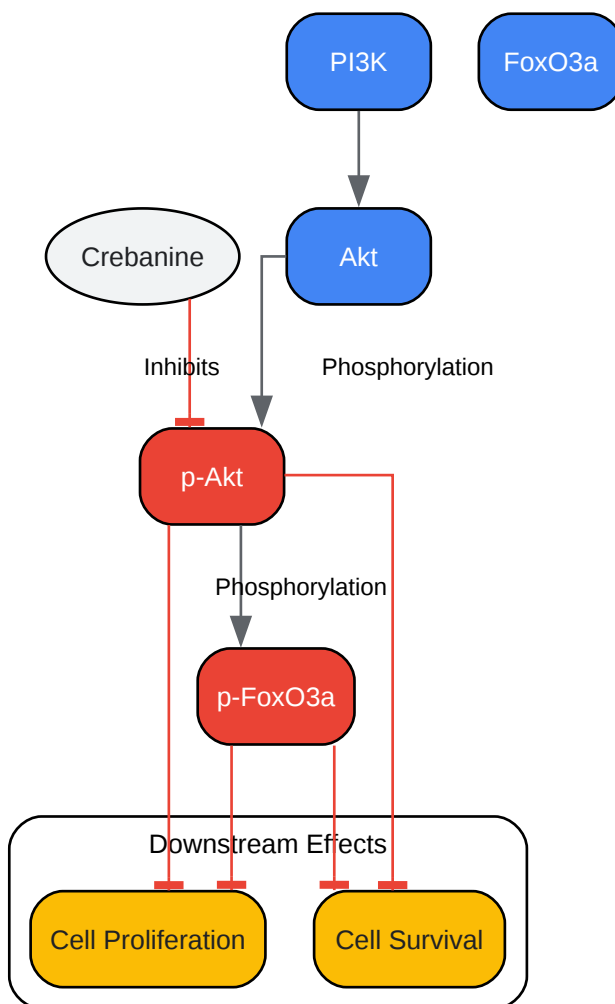 PI3K
FoxO3a
Crebanine
Akt
Inhibits
Phosphorylation
p-Akt
Phosphorylation
p-FoxO3a
Downstream Effects
Cell Proliferation
Cell Survival